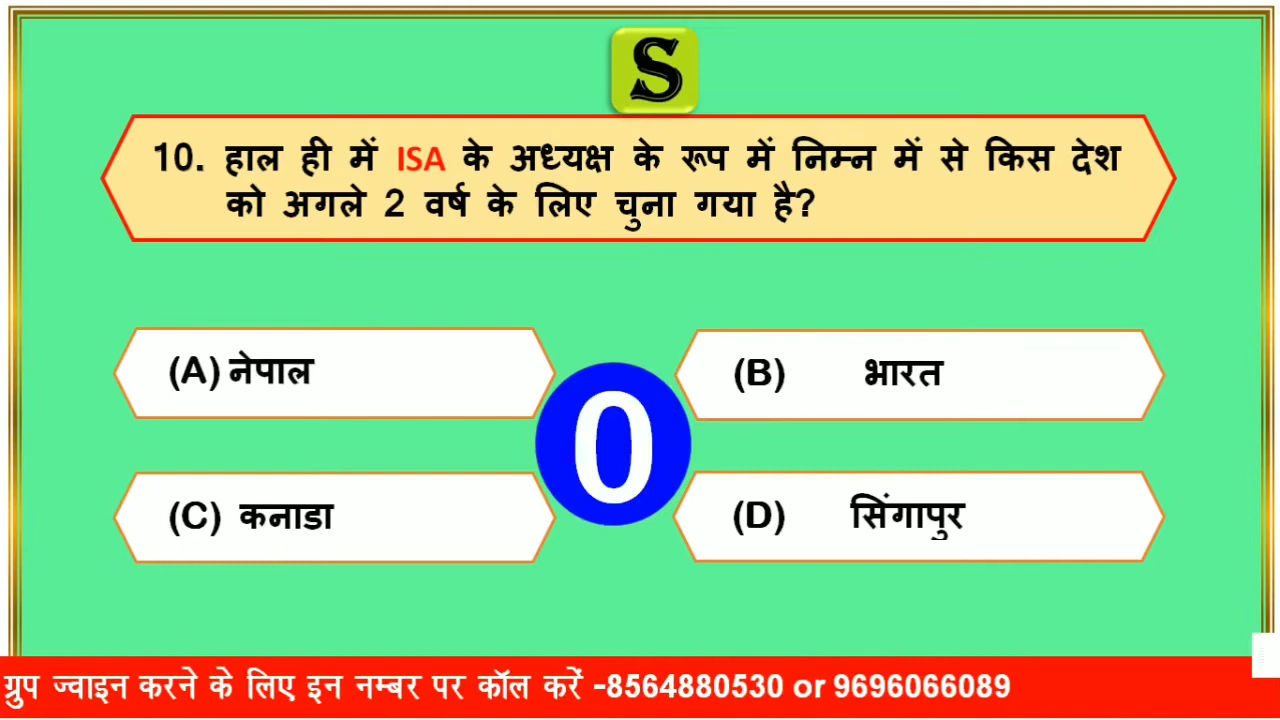 S
10. हाल ही में ISA के अध्यक्ष के रूप में निम्न में से किस देश
को अगले 2 वर्ष के लिए चुना गया है?
(A) नेपाल
(B) भारत
0
(C) कनाडा
(D) सिंगापुर
ग्रुप ज्वाइन करने के लिए इन नम्बर पर कॉल करें -8564880530 or 9696066089